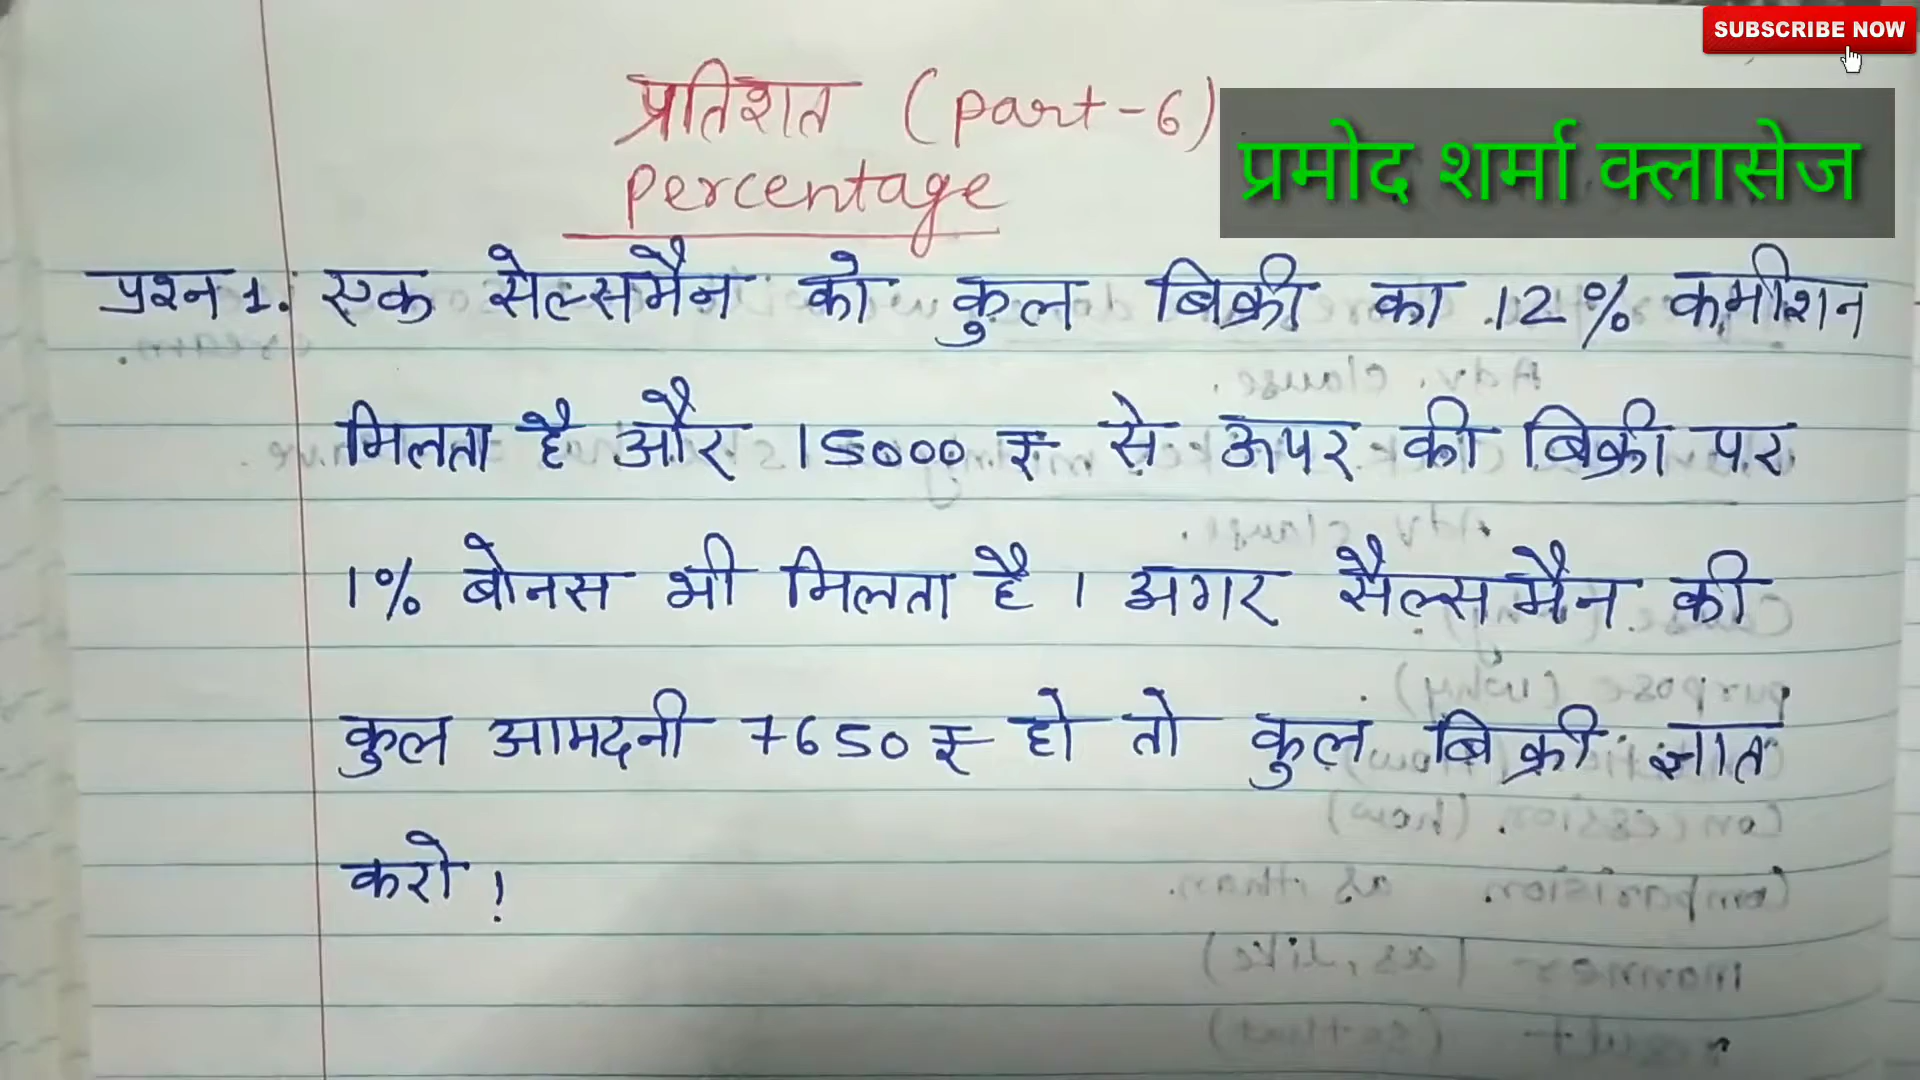 SUBSCRIBE NOW
प्रतिशत (part-6)
percentage
प्रमोद शर्मा क्लासेज
प्रश्न 1. एक सेल्समैन को कुल बिक्री का 12% कमीशन
मिलता है और 15000 ₹ से ऊपर की बिक्री पर
1% बोनस भी मिलता है । अगर सैल्समैन की
कुल आमदनी 7650 ₹ हो तो कुल बिक्री ज्ञात
करो !